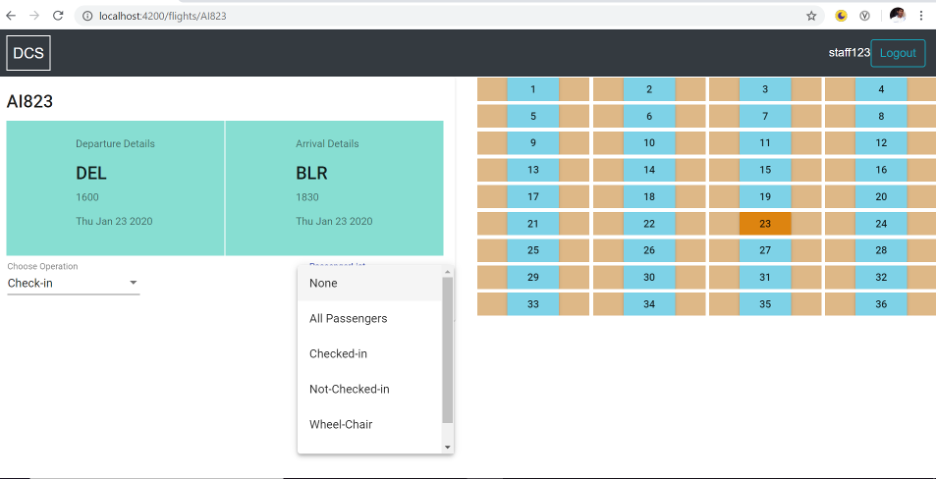 localhost:4200/flights/AI823
DCS
staff123 Logout
AI823
Departure Details
DEL
1600
Thu Jan 23 2020
Arrival Details
BLR
1830
Thu Jan 23 2020
Choose Operation
Check-in
None
All Passengers
Checked-in
Not-Checked-in
Wheel-Chair
1 2 3 4
5 6 7 8
9 10 11 12
13 14 15 16
17 18 19 20
21 22 23 24
25 26 27 28
29 30 31 32
33 34 35 36